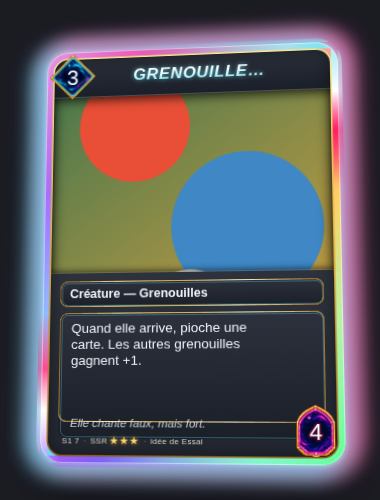 3
GRENOUILLE...
Créature — Grenouilles
Quand elle arrive, pioche une
carte. Les autres grenouilles
gagnent +1.
Elle chante faux, mais fort.
S1 7 · SSR ★★★ · Idée de Essai
4